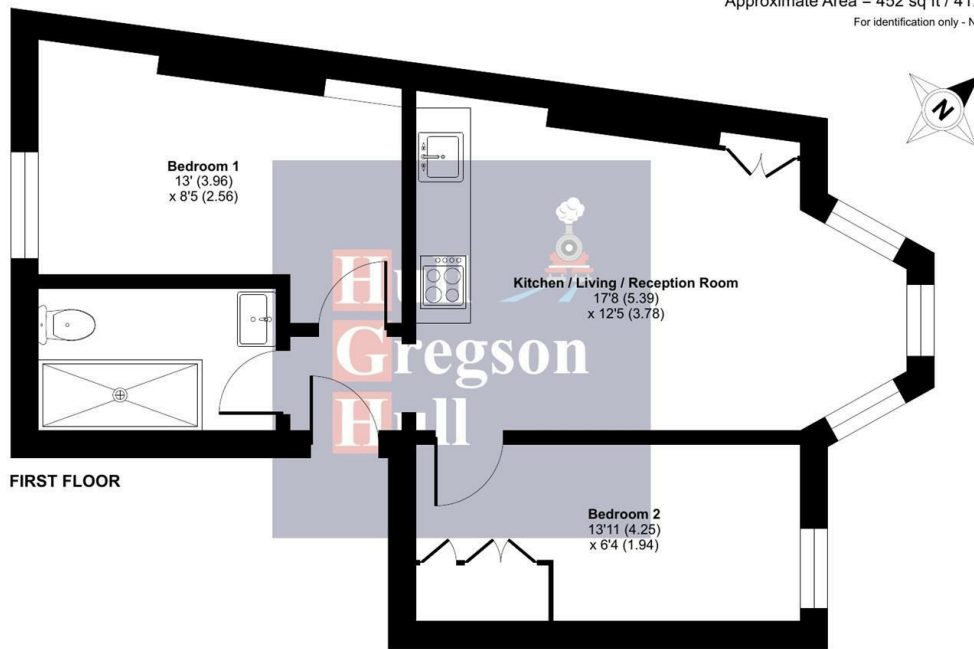 Approximate Area = 452 sq ft / 41
For identification only - N
N
Bedroom 1
13' (3.96)
x 8'5 (2.56)
Kitchen / Living / Reception Room
17'8 (5.39)
x 12'5 (3.78)
Hull
Gregson
Hull
FIRST FLOOR
Bedroom 2
13'11 (4.25)
x 6'4 (1.94)